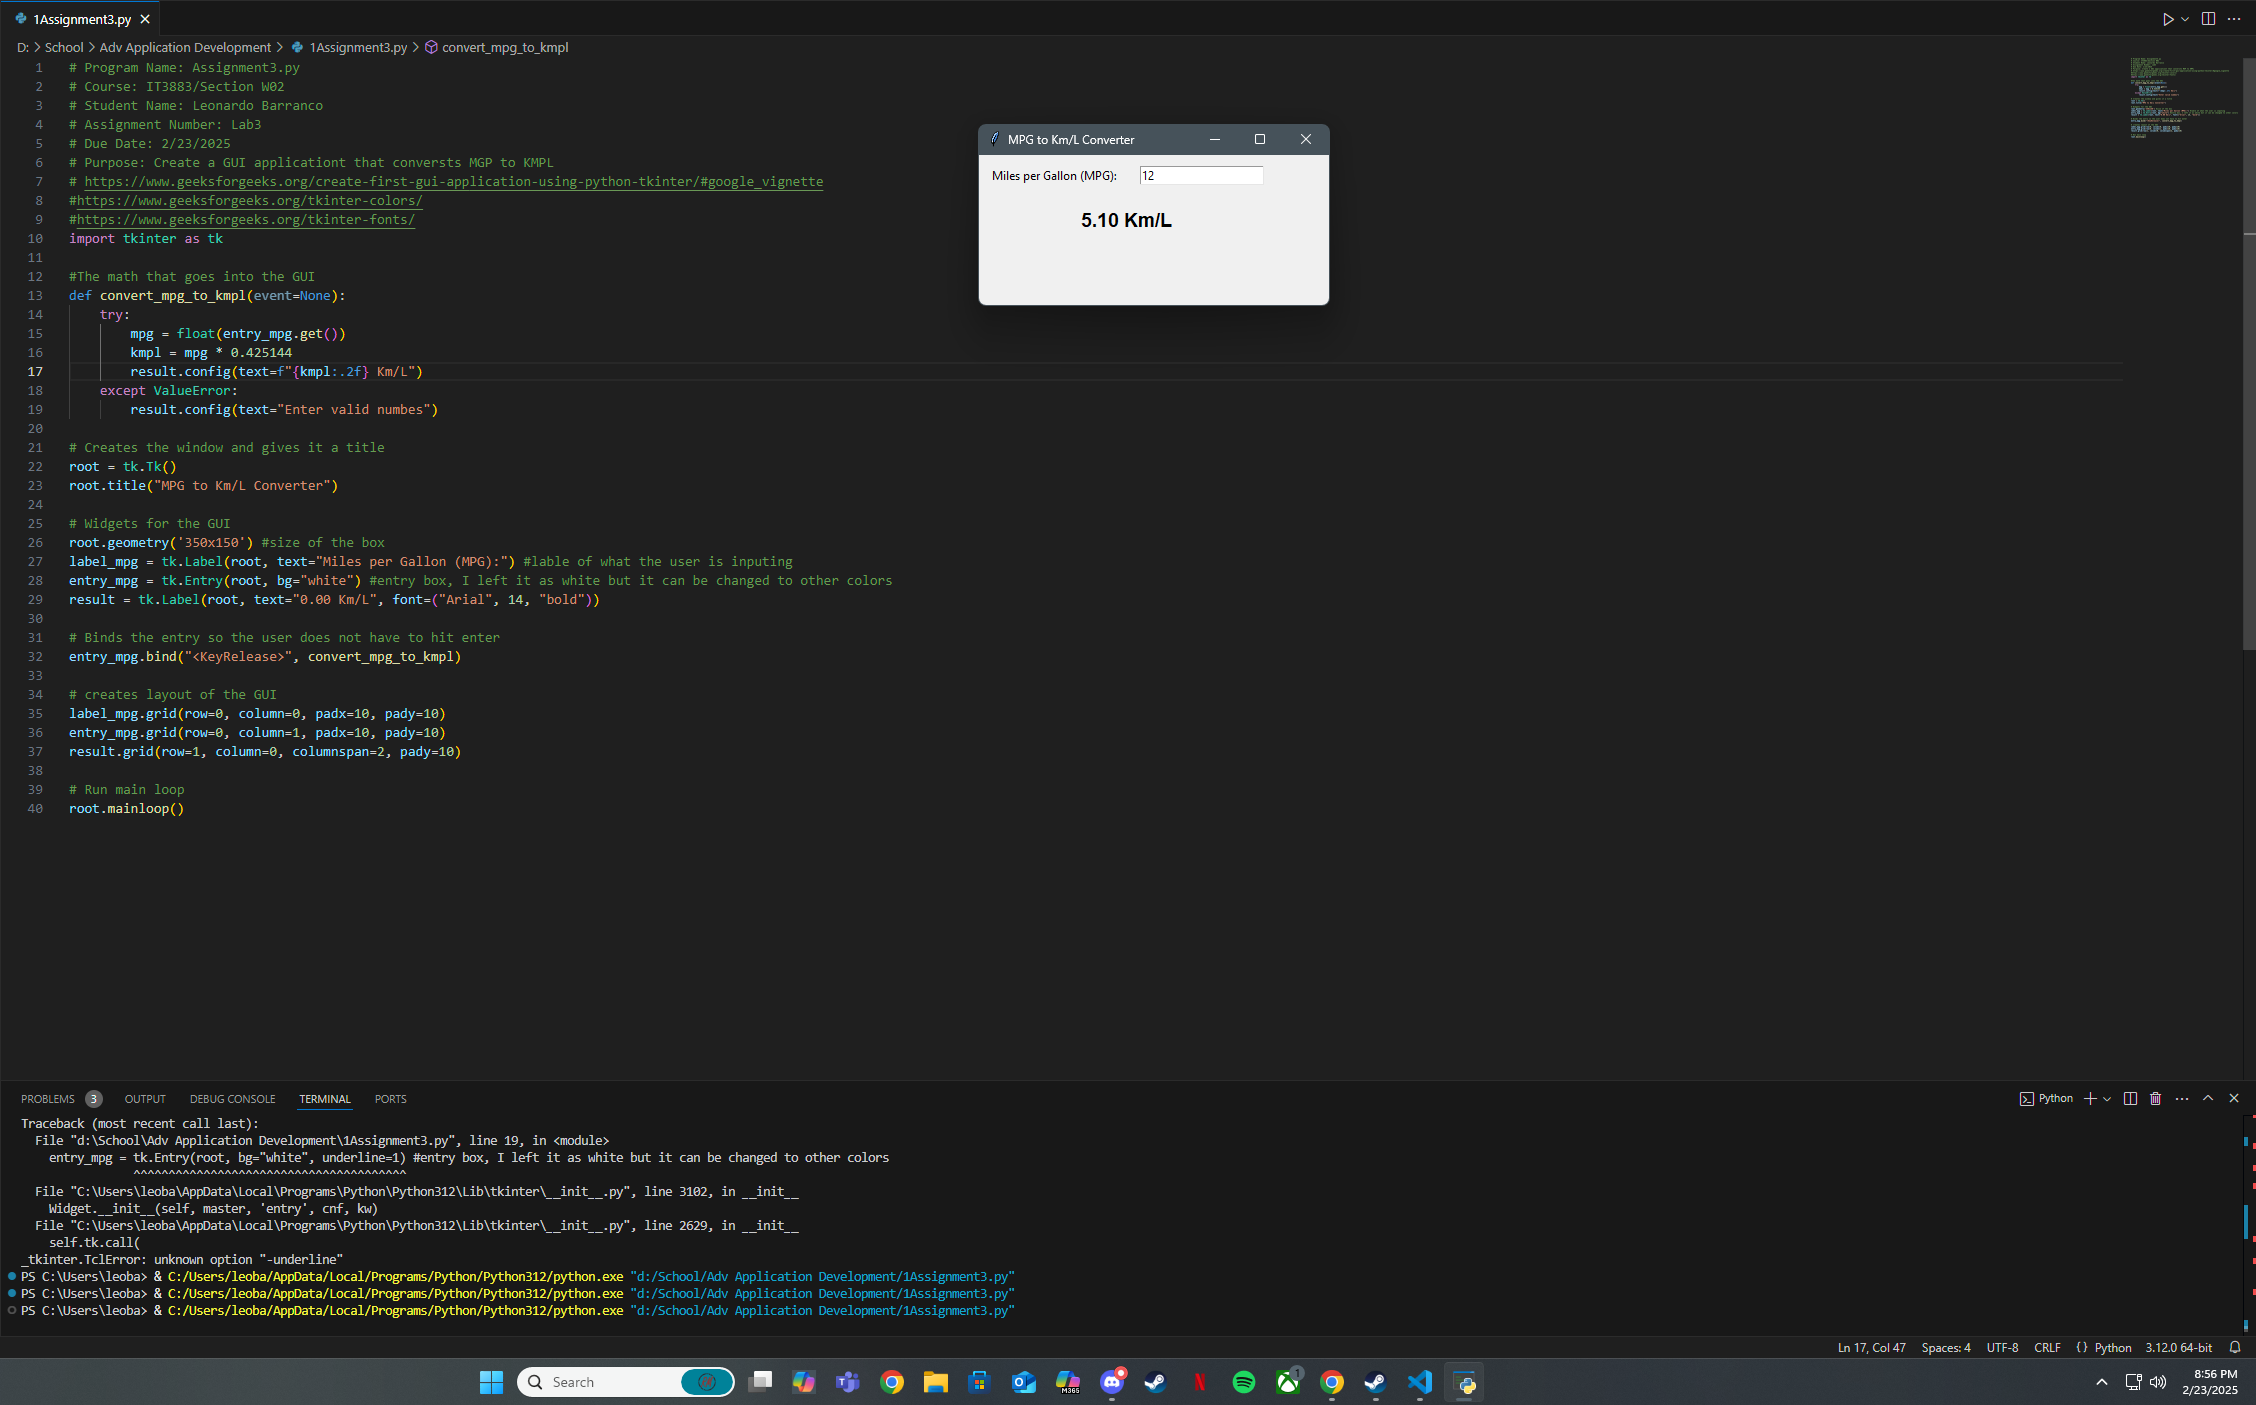 1Assignment3.py
D: > School > Adv Application Development > 1Assignment3.py > convert_mpg_to_kmpl
1 # Program Name: Assignment3.py
2 # Course: IT3883/Section W02
3 # Student Name: Leonardo Barranco
4 # Assignment Number: Lab3
5 # Due Date: 2/23/2025
6 # Purpose: Create a GUI applicationt that conversts MGP to KMPL
7 # https://www.geeksforgeeks.org/create-first-gui-application-using-python-tkinter/#google_vignette
8 #https://www.geeksforgeeks.org/tkinter-colors/
9 #https://www.geeksforgeeks.org/tkinter-fonts/
10 import tkinter as tk
11
12 #The math that goes into the GUI
13 def convert_mpg_to_kmpl(event=None):
14     try:
15         mpg = float(entry_mpg.get())
16         kmpl = mpg * 0.425144
17         result.config(text=f"{kmpl:.2f} Km/L")
18     except ValueError:
19         result.config(text="Enter valid numbes")
20
21 # Creates the window and gives it a title
22 root = tk.Tk()
23 root.title("MPG to Km/L Converter")
24
25 # Widgets for the GUI
26 root.geometry('350x150') #size of the box
27 label_mpg = tk.Label(root, text="Miles per Gallon (MPG):") #lable of what the user is inputing
28 entry_mpg = tk.Entry(root, bg="white") #entry box, I left it as white but it can be changed to other colors
29 result = tk.Label(root, text="0.00 Km/L", font=("Arial", 14, "bold"))
30
31 # Binds the entry so the user does not have to hit enter
32 entry_mpg.bind("<KeyRelease>", convert_mpg_to_kmpl)
33
34 # creates layout of the GUI
35 label_mpg.grid(row=0, column=0, padx=10, pady=10)
36 entry_mpg.grid(row=0, column=1, padx=10, pady=10)
37 result.grid(row=1, column=0, columnspan=2, pady=10)
38
39 # Run main loop
40 root.mainloop()
MPG to Km/L Converter
Miles per Gallon (MPG): 12
5.10 Km/L
PROBLEMS 3 OUTPUT DEBUG CONSOLE TERMINAL PORTS
Python
Traceback (most recent call last):
  File "d:\School\Adv Application Development\1Assignment3.py", line 19, in <module>
    entry_mpg = tk.Entry(root, bg="white", underline=1) #entry box, I left it as white but it can be changed to other colors
                ^^^^^^^^^^^^^^^^^^^^^^^^^^^^^^^^^^^^^^^
  File "C:\Users\leoba\AppData\Local\Programs\Python\Python312\Lib\tkinter\__init__.py", line 3102, in __init__
    Widget.__init__(self, master, 'entry', cnf, kw)
  File "C:\Users\leoba\AppData\Local\Programs\Python\Python312\Lib\tkinter\__init__.py", line 2629, in __init__
    self.tk.call(
_tkinter.TclError: unknown option "-underline"
PS C:\Users\leoba> & C:/Users/leoba/AppData/Local/Programs/Python/Python312/python.exe "d:/School/Adv Application Development/1Assignment3.py"
PS C:\Users\leoba> & C:/Users/leoba/AppData/Local/Programs/Python/Python312/python.exe "d:/School/Adv Application Development/1Assignment3.py"
PS C:\Users\leoba> & C:/Users/leoba/AppData/Local/Programs/Python/Python312/python.exe "d:/School/Adv Application Development/1Assignment3.py"
Ln 17, Col 47 Spaces: 4 UTF-8 CRLF {} Python 3.12.0 64-bit
Search
M365
1
8:56 PM
2/23/2025